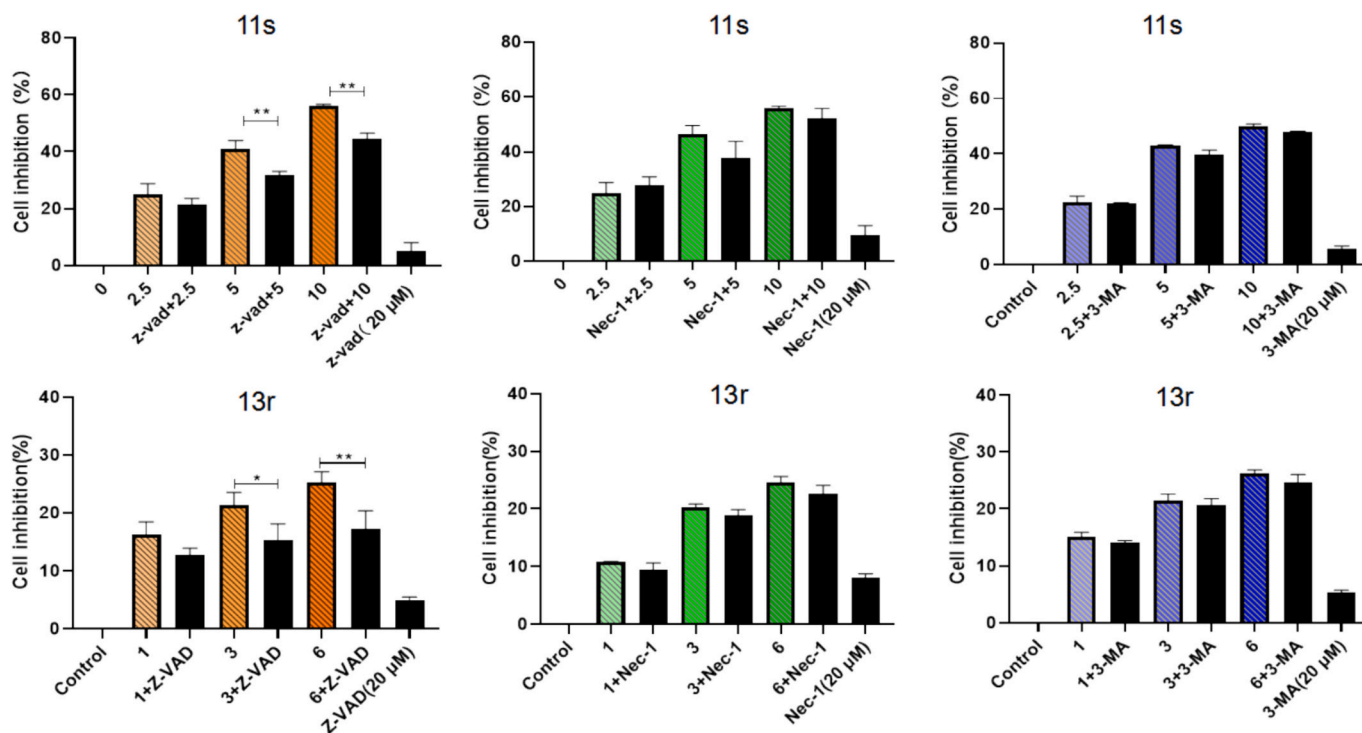 11s
Cell inhibition (%)
80
60
40
20
0
**
**
0
2.5
z-vad+2.5
5
z-vad+5
10
z-vad+10
z-vad( 20 μM)
11s
Cell inhibition (%)
80
60
40
20
0
0
2.5
Nec-1+2.5
5
Nec-1+5
10
Nec-1+10
Nec-1(20 μM)
11s
Cell inhibition (%)
80
60
40
20
0
Control
2.5
2.5+3-MA
5
5+3-MA
10
10+3-MA
3-MA(20 μM)
13r
Cell inhibition(%)
40
30
20
10
0
*
**
Control
1
1+Z-VAD
3
3+Z-VAD
6
6+Z-VAD
Z-VAD(20 μM)
13r
Cell inhibition(%)
40
30
20
10
0
Control
1
1+Nec-1
3
3+Nec-1
6
6+Nec-1
Nec-1(20 μM)
13r
Cell inhibition(%)
40
30
20
10
0
Control
1
1+3-MA
3
3+3-MA
6
6+3-MA
3-MA(20 μM)